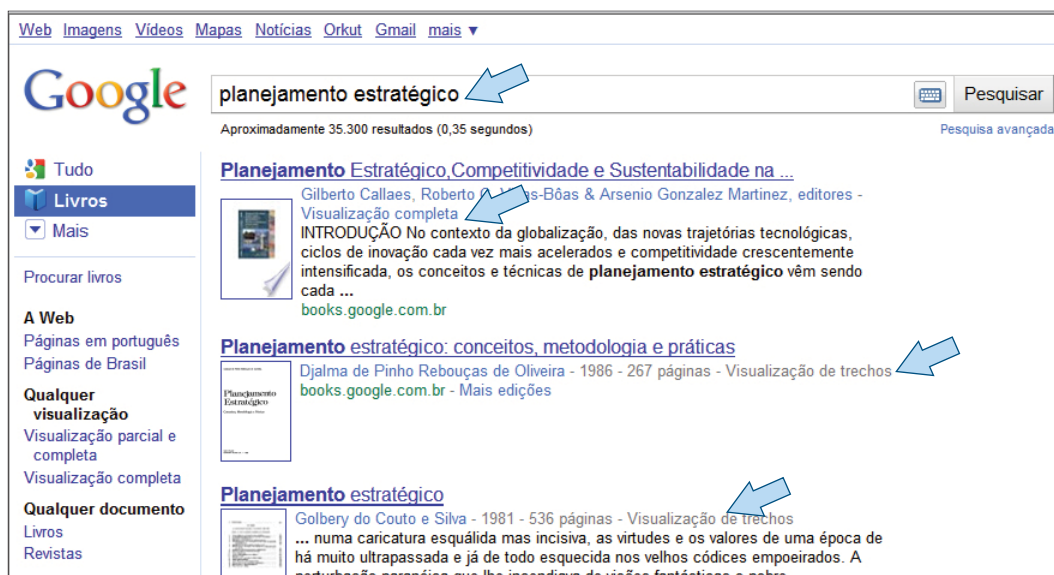 Web Imagens Vídeos Mapas Notícias Orkut Gmail mais ▼
Google
planejamento estratégico
Pesquisar
Aproximadamente 35.300 resultados (0,35 segundos)
Pesquisa avançada
Tudo
Livros
Mais
Procurar livros
A Web
Páginas em português
Páginas de Brasil
Qualquer
visualização
Visualização parcial e
completa
Visualização completa
Qualquer documento
Livros
Revistas
Planejamento Estratégico,Competitividade e Sustentabilidade na ...
Gilberto Callaes, Roberto -Bôas & Arsenio Gonzalez Martinez, editores -
Visualização completa
INTRODUÇÃO No contexto da globalização, das novas trajetórias tecnológicas,
ciclos de inovação cada vez mais acelerados e competitividade crescentemente
intensificada, os conceitos e técnicas de planejamento estratégico vêm sendo
cada ...
books.google.com.br
Planejamento estratégico: conceitos, metodologia e práticas
Djalma de Pinho Rebouças de Oliveira - 1986 - 267 páginas - Visualização de trechos
books.google.com.br - Mais edições
Planejamento
Estratégico
Planejamento estratégico
Golbery do Couto e Silva - 1981 - 536 páginas - Visualização de trechos
... numa caricatura esquálida mas incisiva, as virtudes e os valores de uma época de
há muito ultrapassada e já de todo esquecida nos velhos códices empoeirados. A